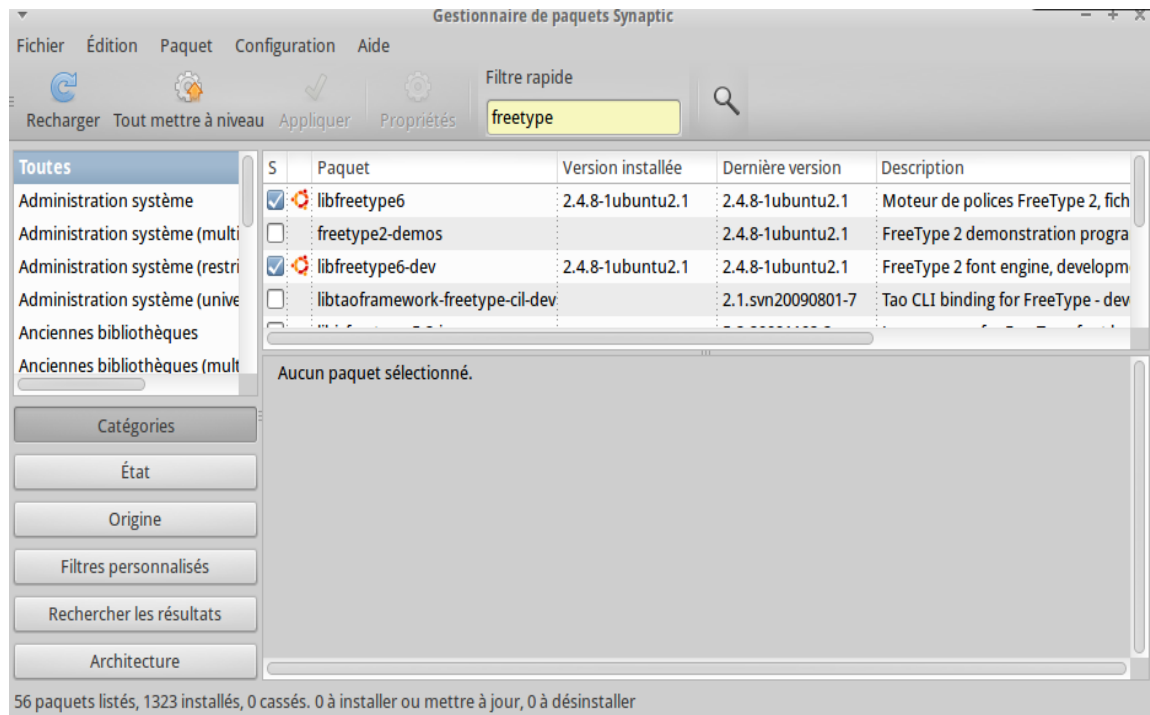 Gestionnaire de paquets Synaptic
Fichier Édition Paquet Configuration Aide
Recharger Tout mettre à niveau Appliquer Propriétés
Filtre rapide
freetype
Toutes
Administration système
Administration système (multi
Administration système (restri
Administration système (unive
Anciennes bibliothèques
Anciennes bibliothèques (mult
S Paquet Version installée Dernière version Description
libfreetype6 2.4.8-1ubuntu2.1 2.4.8-1ubuntu2.1 Moteur de polices FreeType 2, fich
freetype2-demos 2.4.8-1ubuntu2.1 FreeType 2 demonstration progra
libfreetype6-dev 2.4.8-1ubuntu2.1 2.4.8-1ubuntu2.1 FreeType 2 font engine, developm
libtaoframework-freetype-cil-dev 2.1.svn20090801-7 Tao CLI binding for FreeType - dev
Aucun paquet sélectionné.
Catégories
État
Origine
Filtres personnalisés
Rechercher les résultats
Architecture
56 paquets listés, 1323 installés, 0 cassés. 0 à installer ou mettre à jour, 0 à désinstaller